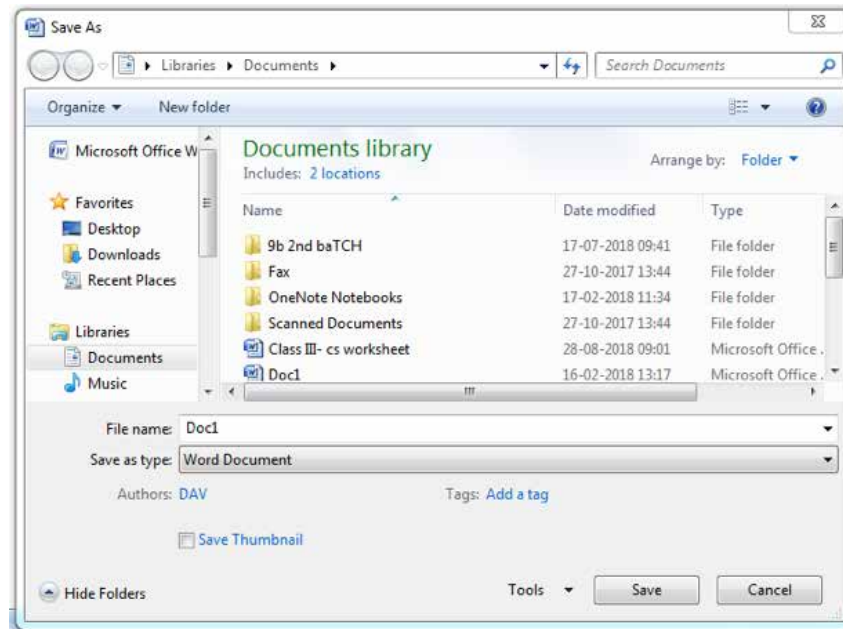 Save As
Libraries Documents Search Documents
Organize New folder
Microsoft Office W
Favorites
Desktop
Downloads
Recent Places
Libraries
Documents
Music
Documents library
Includes: 2 locations
Arrange by: Folder
Name Date modified Type
9b 2nd baTCH 17-07-2018 09:41 File folder
Fax 27-10-2017 13:44 File folder
OneNote Notebooks 17-02-2018 11:34 File folder
Scanned Documents 27-10-2017 13:44 File folder
Class III- cs worksheet 28-08-2018 09:01 Microsoft Office .
Doc1 16-02-2018 13:17 Microsoft Office .
File name: Doc1
Save as type: Word Document
Authors: DAV Tags: Add a tag
Save Thumbnail
Hide Folders Tools Save Cancel